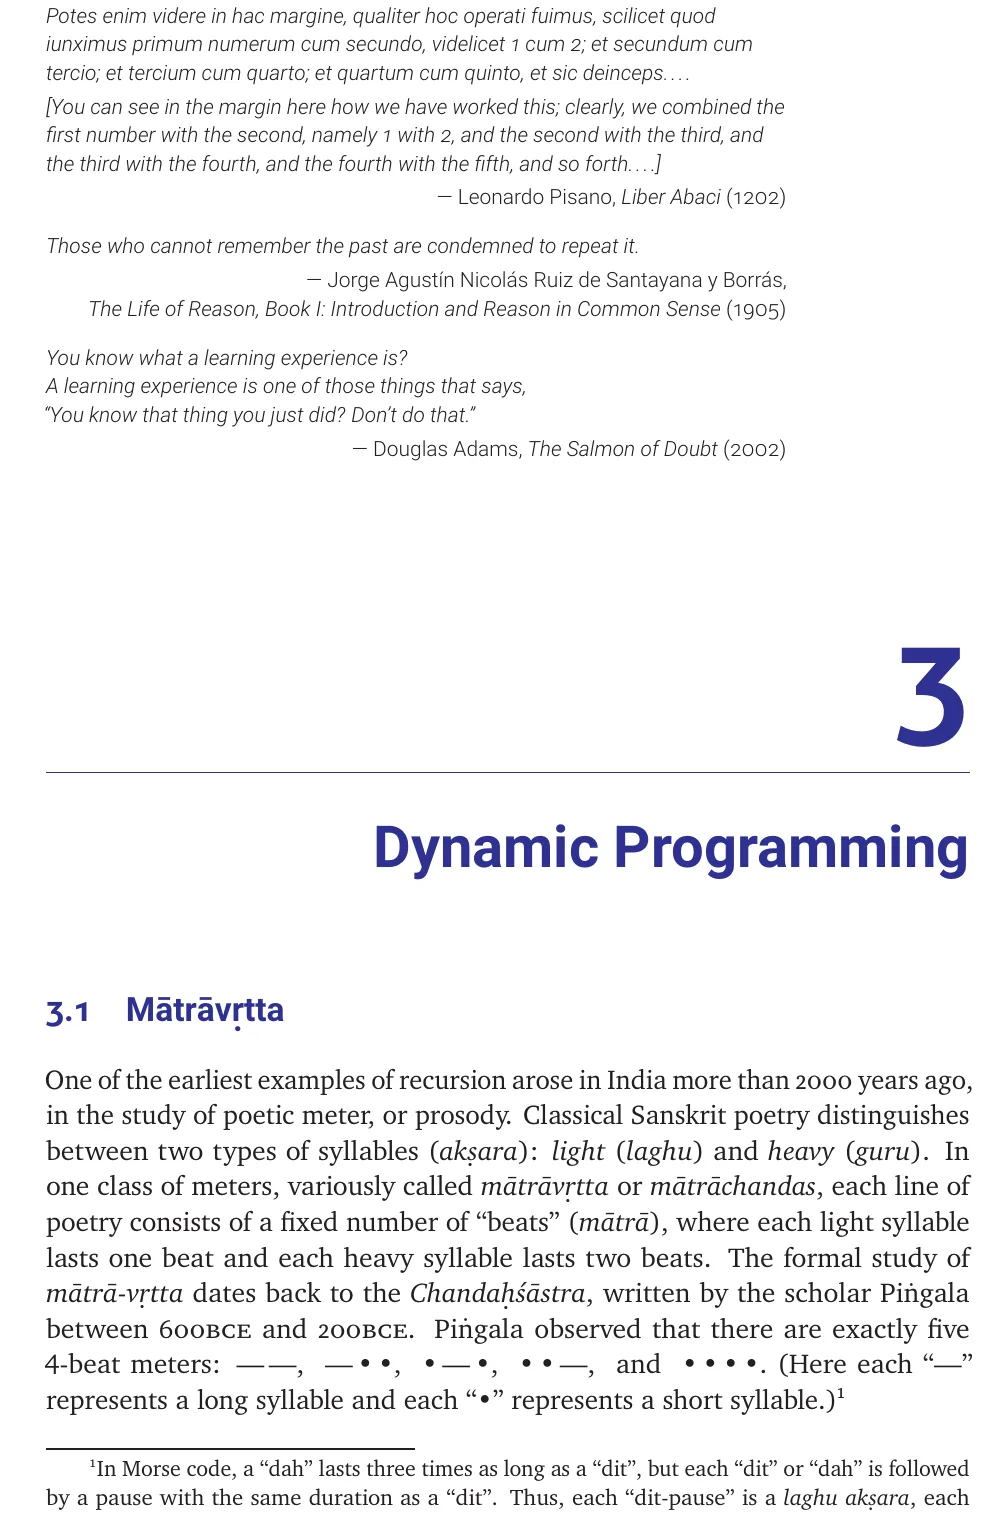 Potes enim videre in hac margine, qualiter hoc operati fuimus, scilicet quod
iunximus primum numerum cum secundo, videlicet 1 cum 2; et secundum cum
tercio; et tercium cum quarto; et quartum cum quinto, et sic deinceps. . . .
[You can see in the margin here how we have worked this; clearly, we combined the
first number with the second, namely 1 with 2, and the second with the third, and
the third with the fourth, and the fourth with the fifth, and so forth. . . .]
— Leonardo Pisano, Liber Abaci (1202)
Those who cannot remember the past are condemned to repeat it.
— Jorge Agustín Nicolás Ruiz de Santayana y Borrás,
The Life of Reason, Book I: Introduction and Reason in Common Sense (1905)
You know what a learning experience is?
A learning experience is one of those things that says,
“You know that thing you just did? Don’t do that.”
— Douglas Adams, The Salmon of Doubt (2002)
3
Dynamic Programming
3.1 Mātrāvṛtta
One of the earliest examples of recursion arose in India more than 2000 years ago,
in the study of poetic meter, or prosody. Classical Sanskrit poetry distinguishes
between two types of syllables (akṣara): light (laghu) and heavy (guru). In
one class of meters, variously called mātrāvṛtta or mātrāchandas, each line of
poetry consists of a fixed number of “beats” (mātrā), where each light syllable
lasts one beat and each heavy syllable lasts two beats. The formal study of
mātrā-vṛtta dates back to the Chandaḥśāstra, written by the scholar Piṅgala
between 600BCE and 200BCE. Piṅgala observed that there are exactly five
4-beat meters: — —, — • •, • — •, • • —, and • • • •. (Here each “—”
represents a long syllable and each “•” represents a short syllable.)¹
¹In Morse code, a “dah” lasts three times as long as a “dit”, but each “dit” or “dah” is followed
by a pause with the same duration as a “dit”. Thus, each “dit-pause” is a laghu akṣara, each